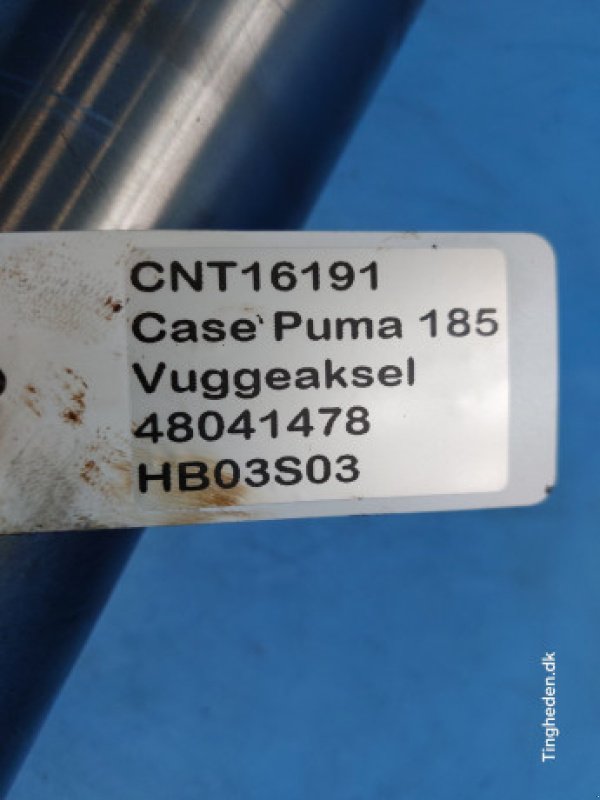 CNT16191
Case Puma 185
Vuggeaksel
48041478
HB03S03
Tingheden.dk